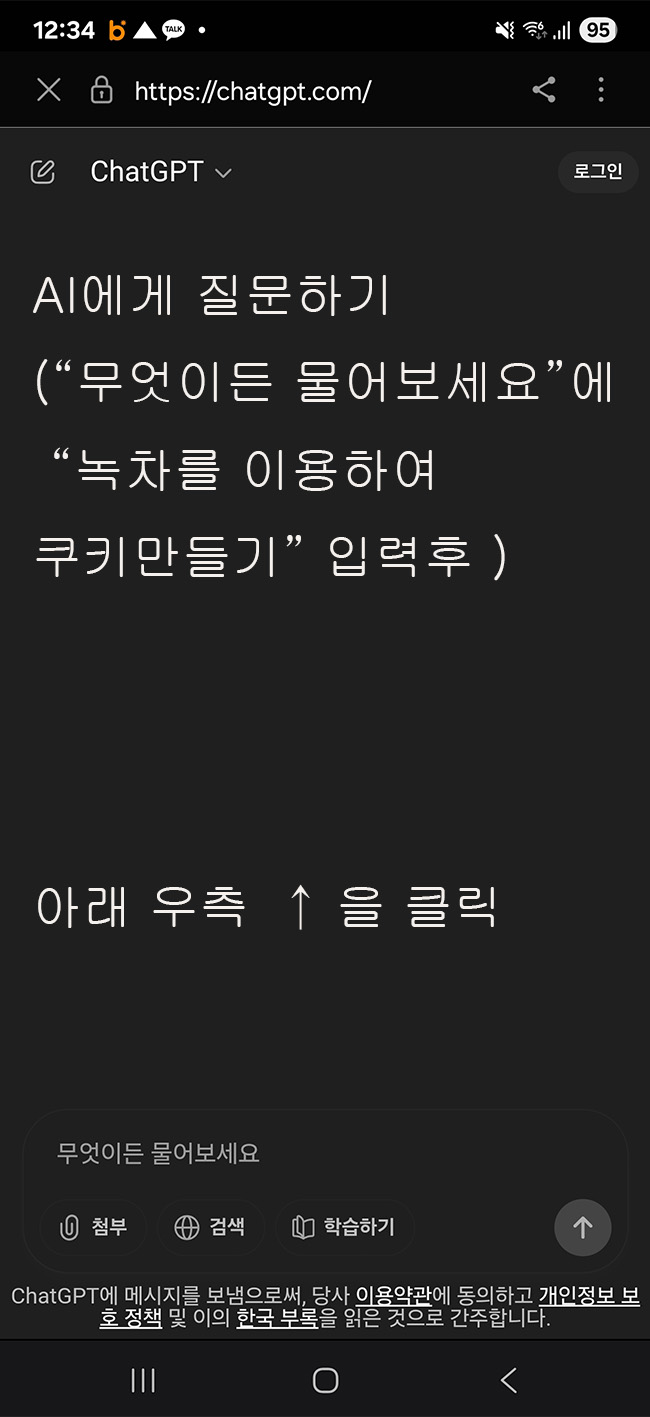 12:34 b TALK 95
https://chatgpt.com/
ChatGPT 로그인
AI에게 질문하기
(“무엇이든 물어보세요”에
“녹차를 이용하여
쿠키만들기” 입력후 )
아래 우측 ↑ 을 클릭
무엇이든 물어보세요
첨부 검색 학습하기
ChatGPT에 메시지를 보냄으로써, 당사 이용약관에 동의하고 개인정보 보
호 정책 및 이의 한국 부록을 읽은 것으로 간주합니다.